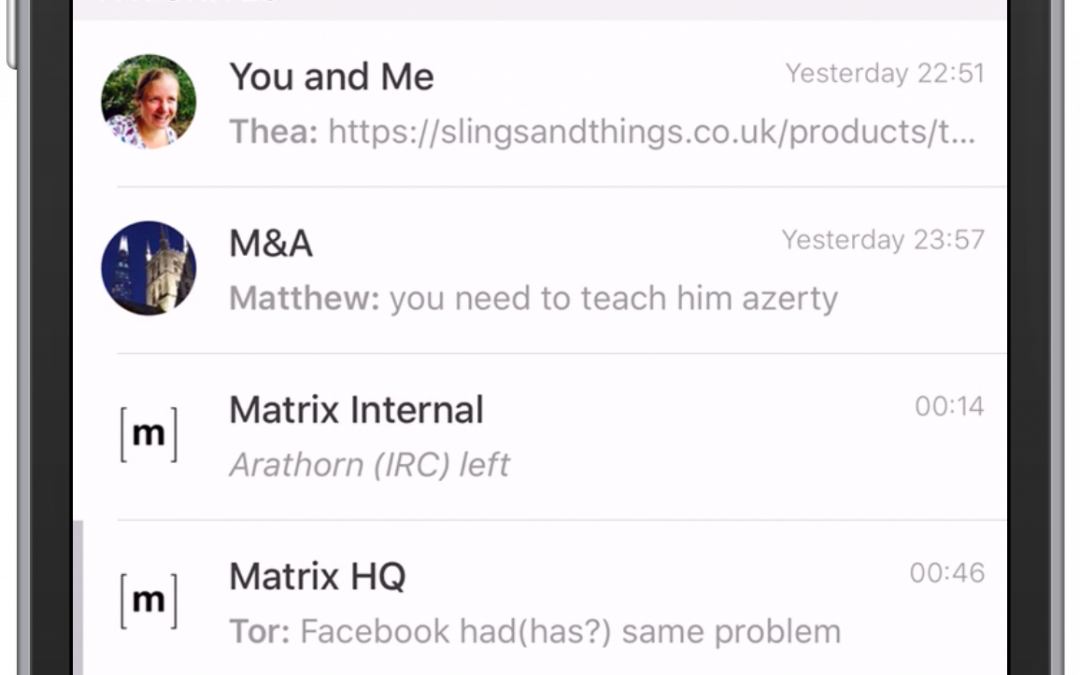 You and Me
Yesterday 22:51
Thea: https://slingsandthings.co.uk/products/t...
M&A
Yesterday 23:57
Matthew: you need to teach him azerty
[m]
Matrix Internal
00:14
Arathorn (IRC) left
[m]
Matrix HQ
00:46
Tor: Facebook had(has?) same problem